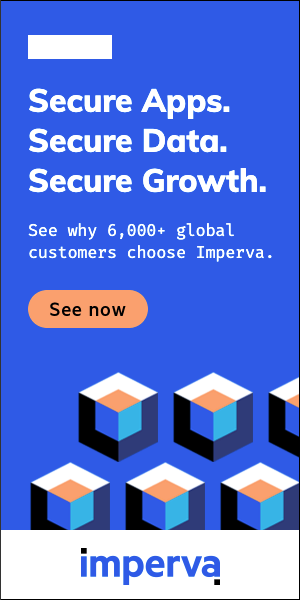 Secure Apps.
Secure Data.
Secure Growth.
See why 6,000+ global
customers choose Imperva.
See now
imperva